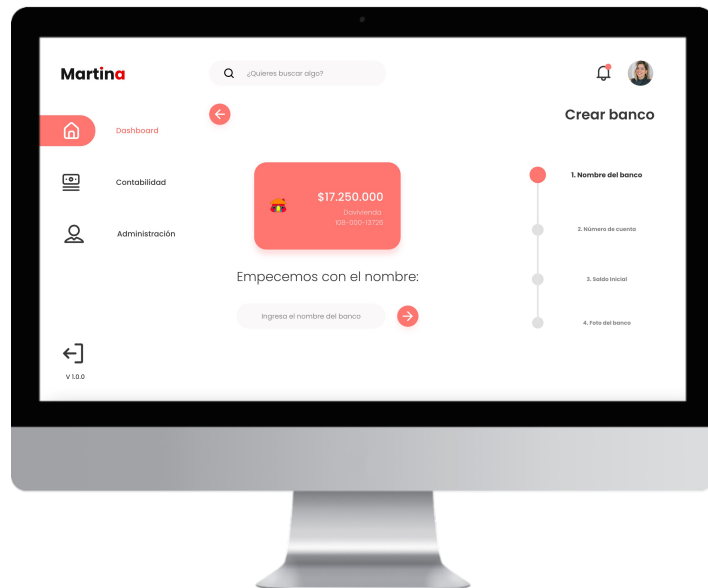 Martina
¿Quieres buscar algo?
Crear banco
Dashboard
Contabilidad
Administración
V 1.0.0
$17.250.000
Davivienda
108-000-13726
Empecemos con el nombre:
Ingresa el nombre del banco
1. Nombre del banco
2. Número de cuenta
3. Saldo inicial
4. Foto del banco